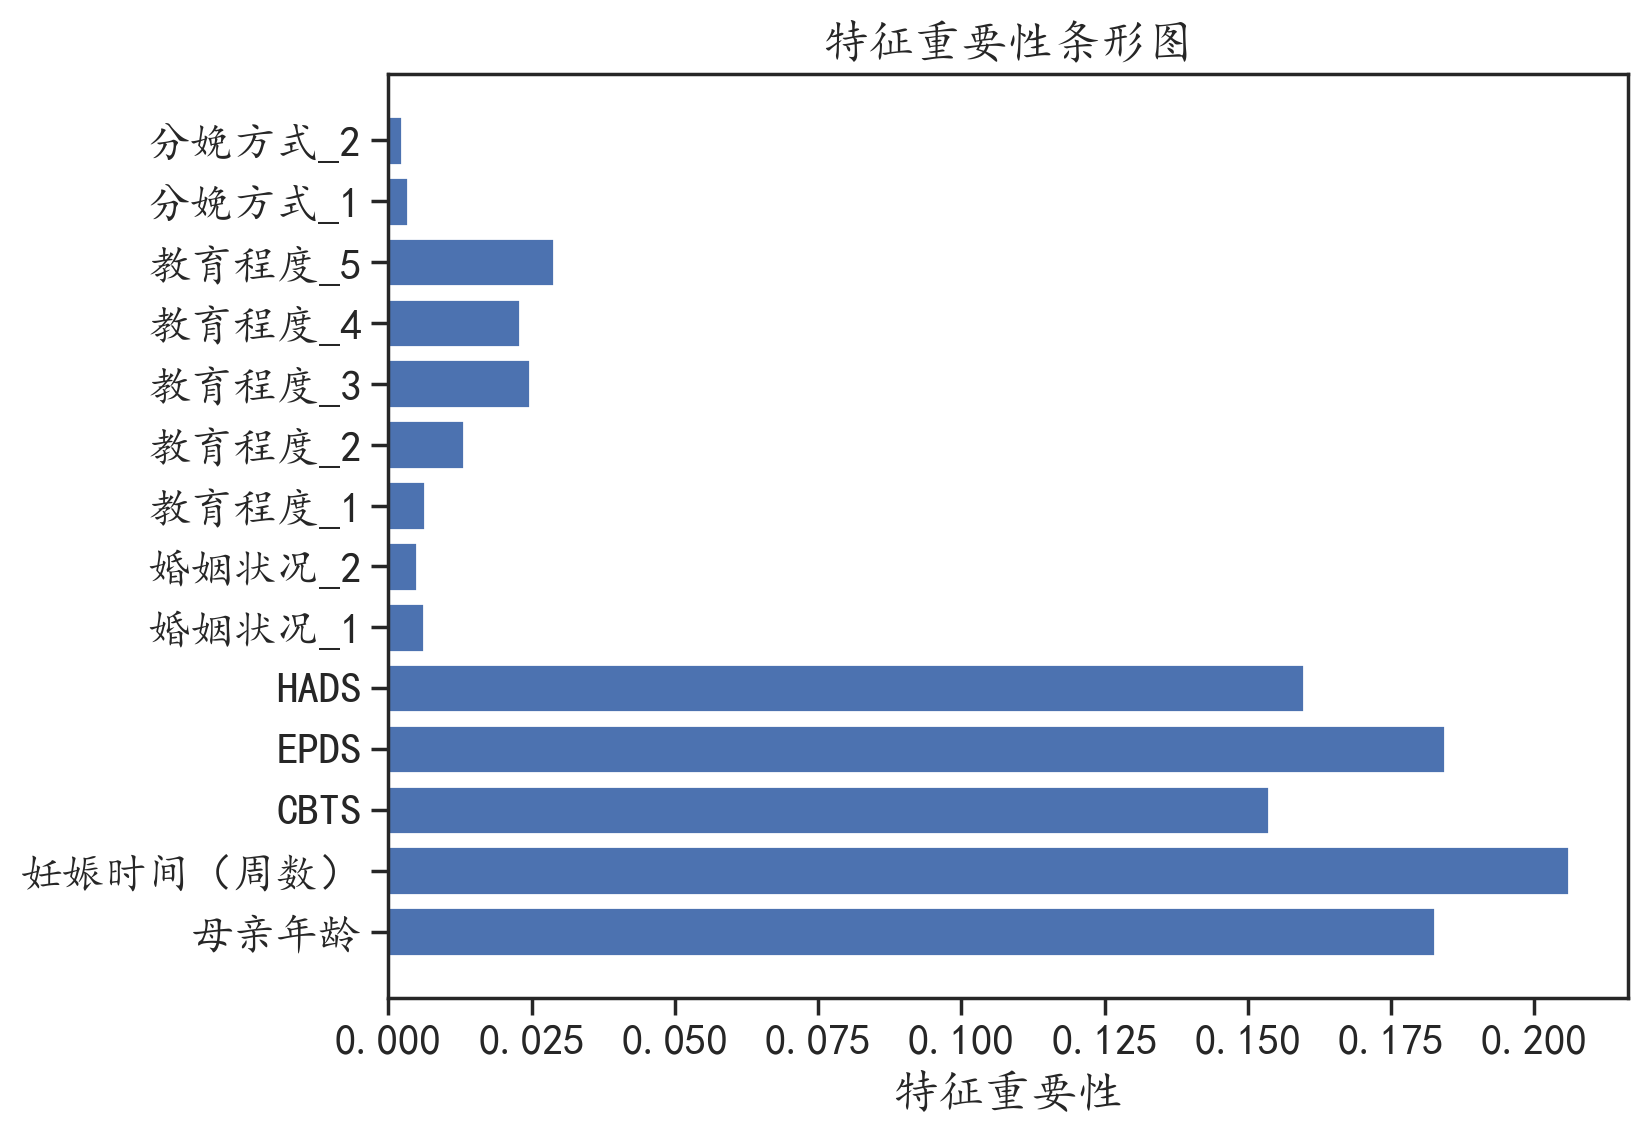 特征重要性条形图
分娩方式_2
分娩方式_1
教育程度_5
教育程度_4
教育程度_3
教育程度_2
教育程度_1
婚姻状况_2
婚姻状况_1
HADS
EPDS
CBTS
妊娠时间（周数）
母亲年龄
0.000 0.025 0.050 0.075 0.100 0.125 0.150 0.175 0.200
特征重要性